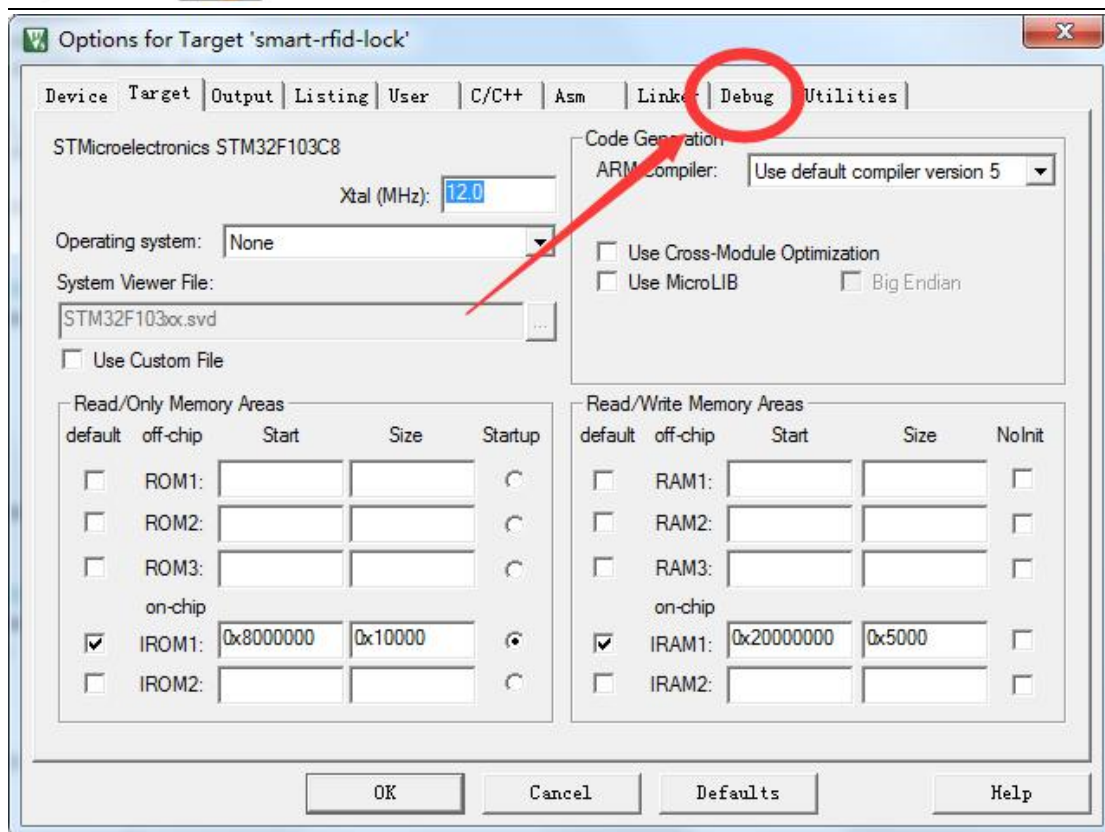 Options for Target 'smart-rfid-lock'
Device Target Output Listing User C/C++ Asm Linker Debug Utilities
STMicroelectronics STM32F103C8
Xtal (MHz): 12.0
Operating system: None
System Viewer File:
STM32F103xx.svd ...
Use Custom File
Code Generation
ARM Compiler: Use default compiler version 5
Use Cross-Module Optimization
Use MicroLIB Big Endian
Read/Only Memory Areas
default off-chip Start Size Startup
ROM1:
ROM2:
ROM3:
on-chip
IROM1: 0x8000000 0x10000
IROM2:
Read/Write Memory Areas
default off-chip Start Size NoInit
RAM1:
RAM2:
RAM3:
on-chip
IRAM1: 0x20000000 0x5000
IRAM2:
OK Cancel Defaults Help